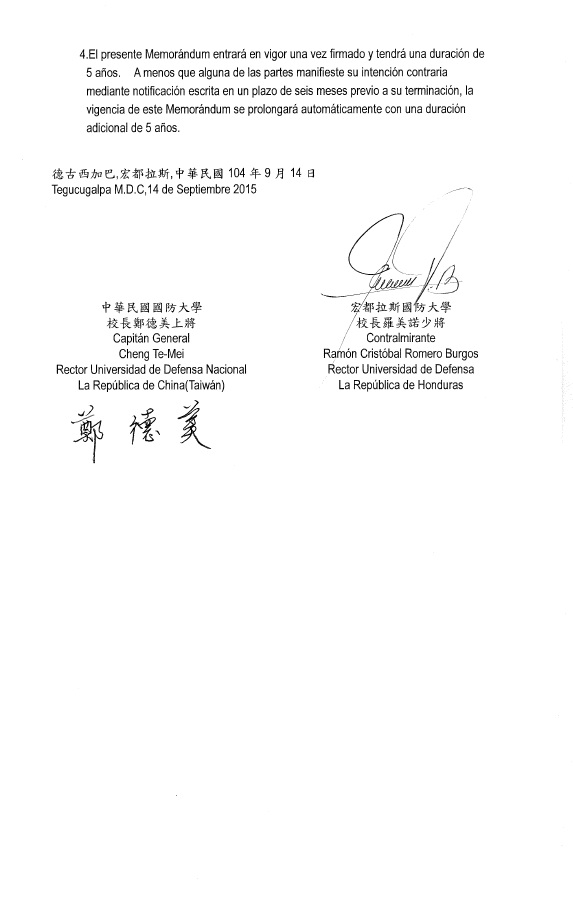 4.El presente Memorándum entrará en vigor una vez firmado y tendrá una duración de
5 años. A menos que alguna de las partes manifieste su intención contraria
mediante notificación escrita en un plazo de seis meses previo a su terminación, la
vigencia de este Memorándum se prolongará automáticamente con una duración
adicional de 5 años.
德古西加巴,宏都拉斯,中華民國 104 年 9 月 14 日
Tegucugalpa M.D.C,14 de Septiembre 2015
中華民國國防大學
校長鄭德美上將
Capitán General
Cheng Te-Mei
Rector Universidad de Defensa Nacional
La República de China(Taiwán)
鄭德美
宏都拉斯國防大學
校長羅美諾少將
Contralmirante
Ramón Cristóbal Romero Burgos
Rector Universidad de Defensa
La República de Honduras